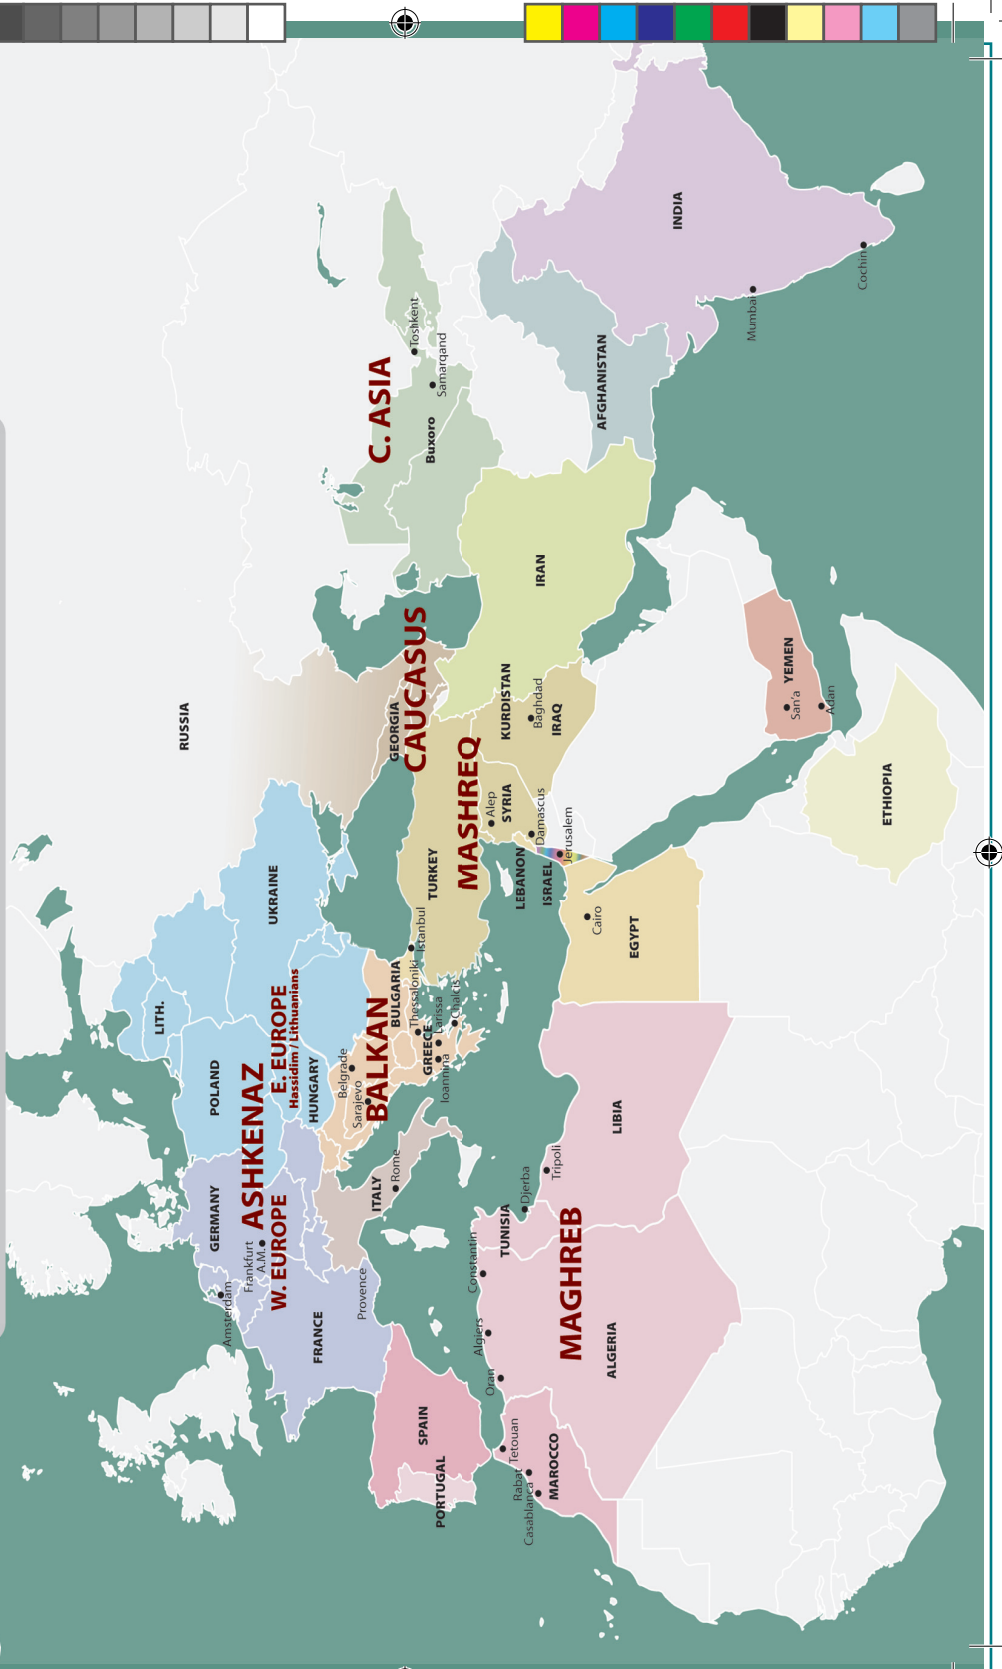 RUSSIA
LITH.
POLAND
GERMANY
UKRAINE
ASHKENAZ
E. EUROPE
Hassidim / Lithuanians
W. EUROPE
Amsterdam
Frankfurt
A.M.
HUNGARY
FRANCE
Provence
Belgrade
Sarajevo
BALKAN
BULGARIA
Thessaloniki
Istanbul
GREECE
Larissa
Ioannina
Chalcis
ITALY
Rome
SPAIN
PORTUGAL
C. ASIA
Toshkent
Samarqand
Buxoro
GEORGIA
CAUCASUS
TURKEY
MASHREQ
Alep
SYRIA
KURDISTAN
Baghdad
IRAQ
IRAN
AFGHANISTAN
INDIA
Mumbai
Cochin
LEBANON
Damascus
ISRAEL
Jerusalem
Cairo
EGYPT
YEMEN
San'a
Adan
ETHIOPIA
Constantin
Algiers
Oran
TUNISIA
Djerba
Tripoli
LIBIA
MAGHREB
ALGERIA
Tetouan
Rabat
Casablanca
MAROCCO